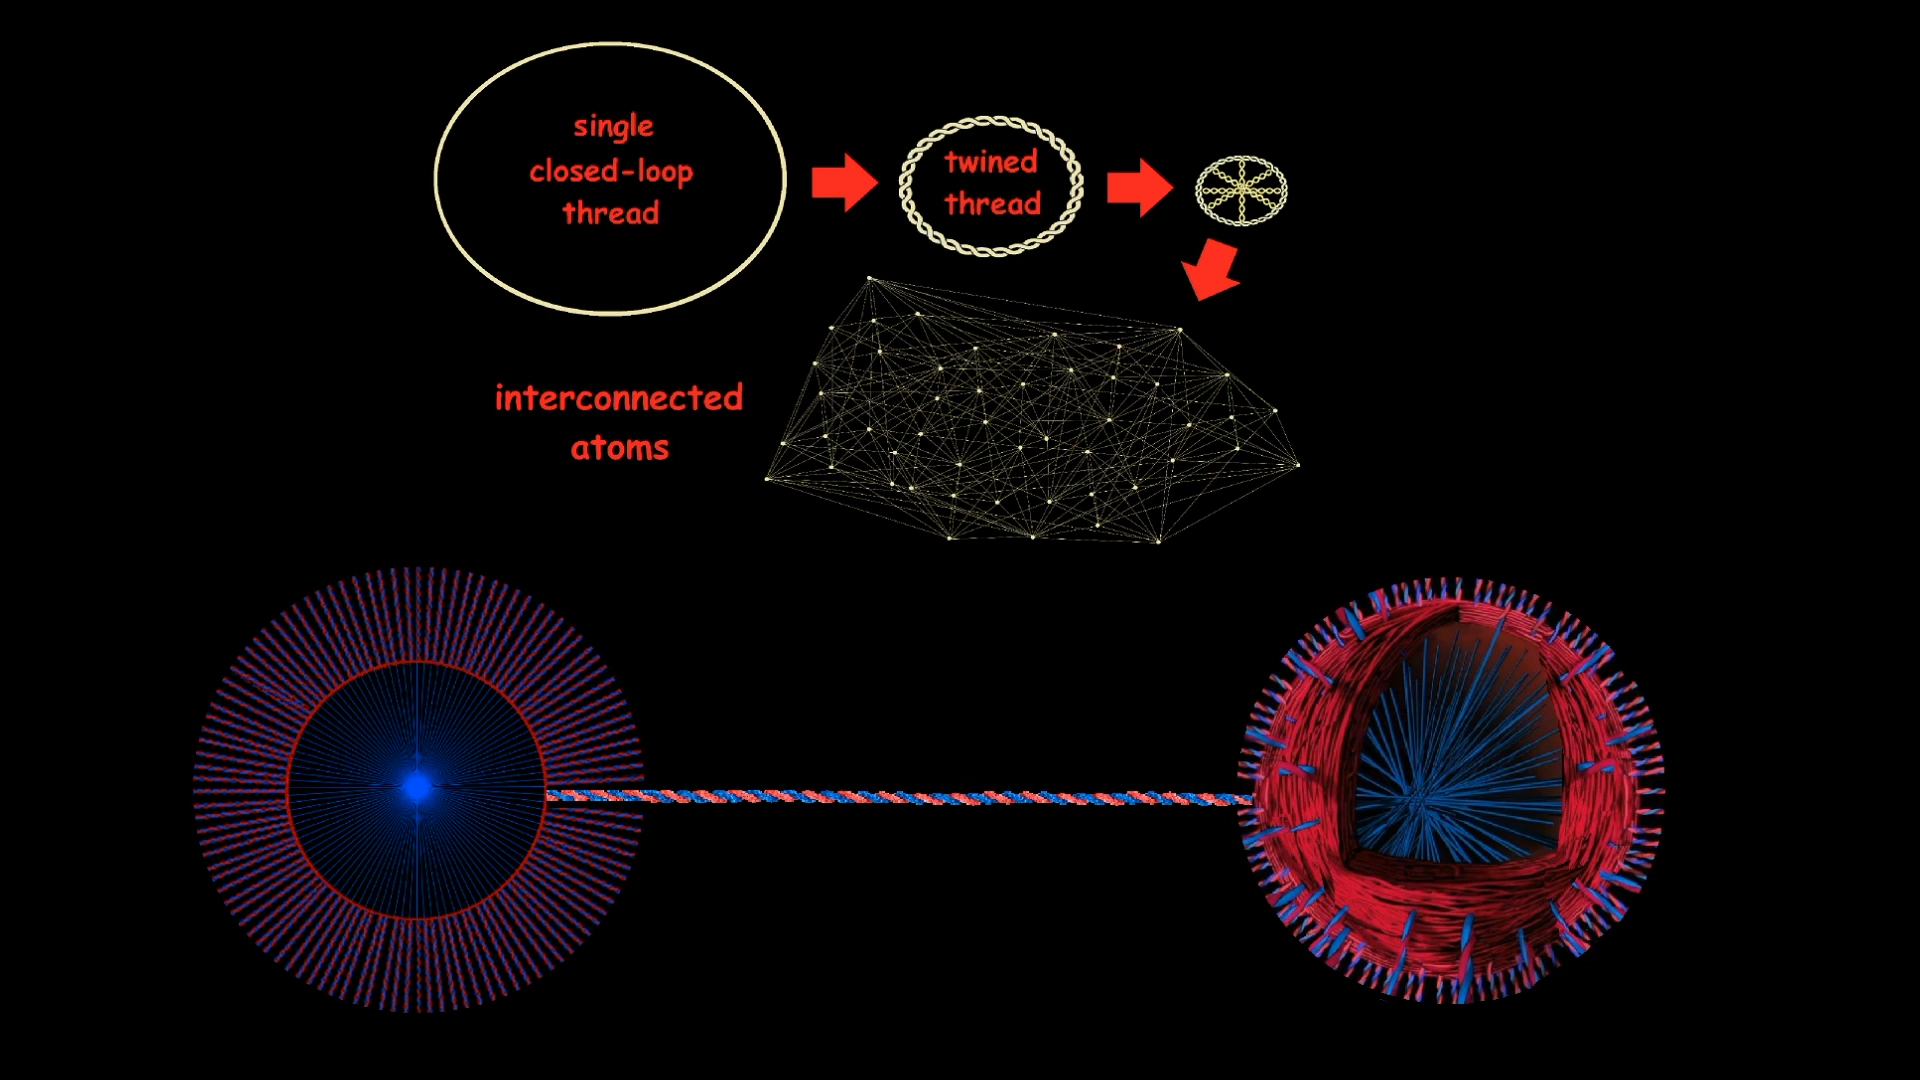 single
closed-loop
thread
twined
thread
interconnected
atoms